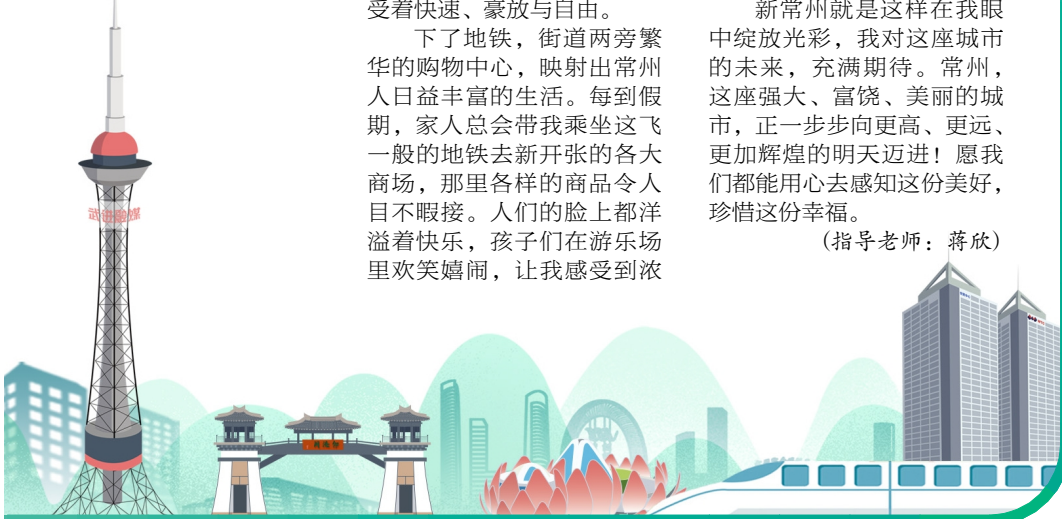 受着快速、豪放与自由。
下了地铁，街道两旁繁
华的购物中心，映射出常州
人日益丰富的生活。每到假
期，家人总会带我乘坐这飞
一般的地铁去新开张的各大
商场，那里各样的商品令人
目不暇接。人们的脸上都洋
溢着快乐，孩子们在游乐场
里欢笑嬉闹，让我感受到浓
新常州就是这样在我眼
中绽放光彩，我对这座城市
的未来，充满期待。常州，
这座强大、富饶、美丽的城
市，正一步步向更高、更远、
更加辉煌的明天迈进！愿我
们都能用心去感知这份美好，
珍惜这份幸福。
（指导老师：蒋欣）
武进融媒